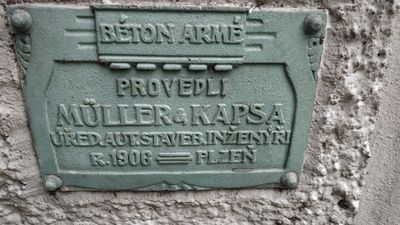 BÉTON ARMÉ
PROVEDLI
MÜLLER & KAPSA
ÚŘED.AUT.STAVEB.INŽENÝŘI
R.1908 PLZEŇ